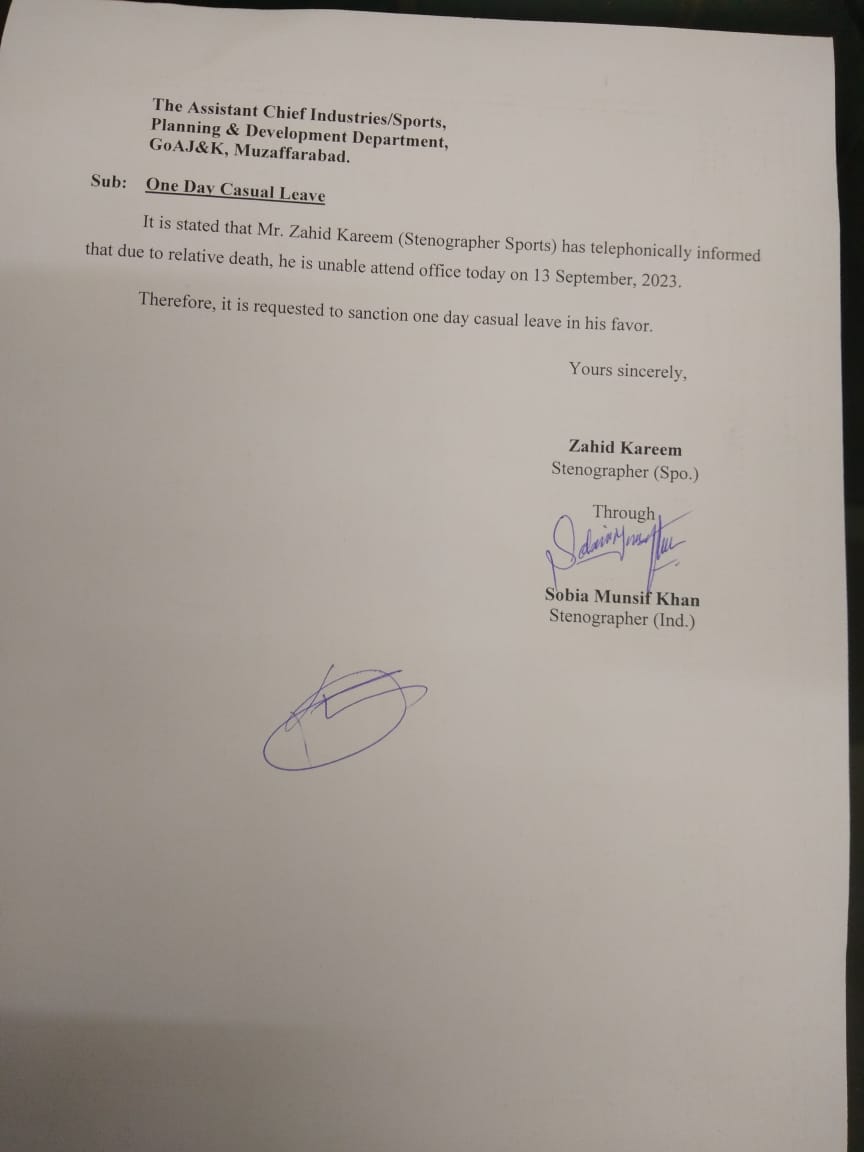 The Assistant Chief Industries/Sports,
Planning & Development Department,
GoAJ&K, Muzaffarabad.
Sub: One Day Casual Leave
It is stated that Mr. Zahid Kareem (Stenographer Sports) has telephonically informed
that due to relative death, he is unable attend office today on 13 September, 2023.
Therefore, it is requested to sanction one day casual leave in his favor.
Yours sincerely,
Zahid Kareem
Stenographer (Spo.)
Through
Sobia Munsif Khan
Stenographer (Ind.)